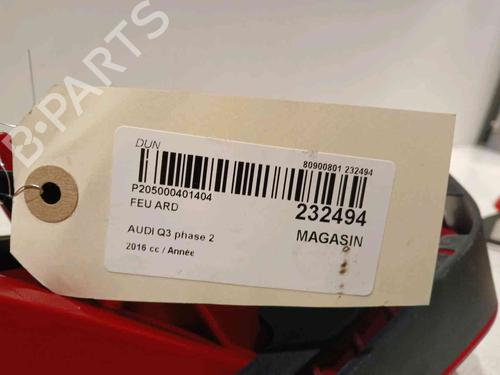 B-PARTS
DUN
80900801 232494
P205000401404
FEU ARD
232494
AUDI Q3 phase 2
MAGASIN
2016 cc / Année